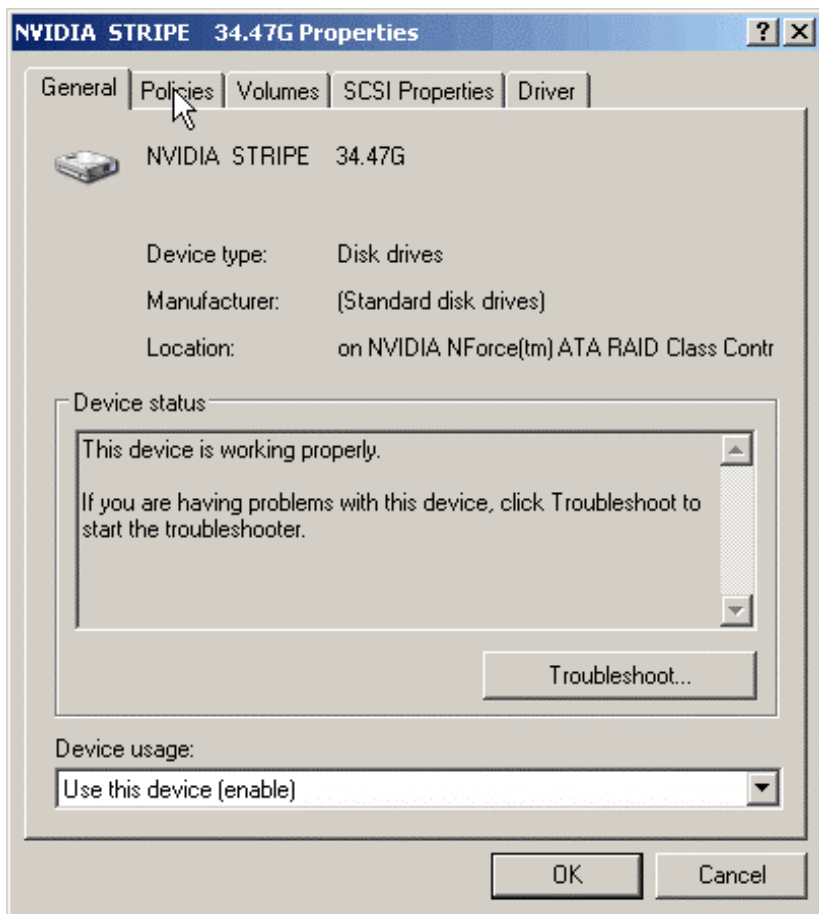 NVIDIA STRIPE 34.47G Properties
General Policies Volumes SCSI Properties Driver
NVIDIA STRIPE 34.47G
Device type: Disk drives
Manufacturer: (Standard disk drives)
Location: on NVIDIA NForce(tm) ATA RAID Class Contr
Device status
This device is working properly.
If you are having problems with this device, click Troubleshoot to
start the troubleshooter.
Troubleshoot...
Device usage:
Use this device (enable)
OK Cancel